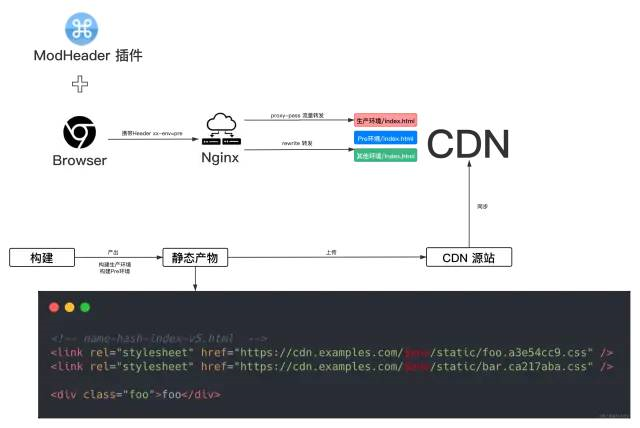 ModHeader 插件
Browser
携带Header xx-env=pre
Nginx
proxy-pass 流量转发
rewrite 转发
生产环境/index.html
Pre环境/index.html
其他环境/index.html
CDN
同步
构建
产出
构建生产环境
构建Pre环境
静态产物
上传
CDN 源站
<!-- name-hash-index-v5.html  -->
<link rel="stylesheet" href="https://cdn.examples.com/$env/static/foo.a3e54cc9.css" />
<link rel="stylesheet" href="https://cdn.examples.com/$env/static/bar.ca217aba.css" />
<div class="foo">foo</div>